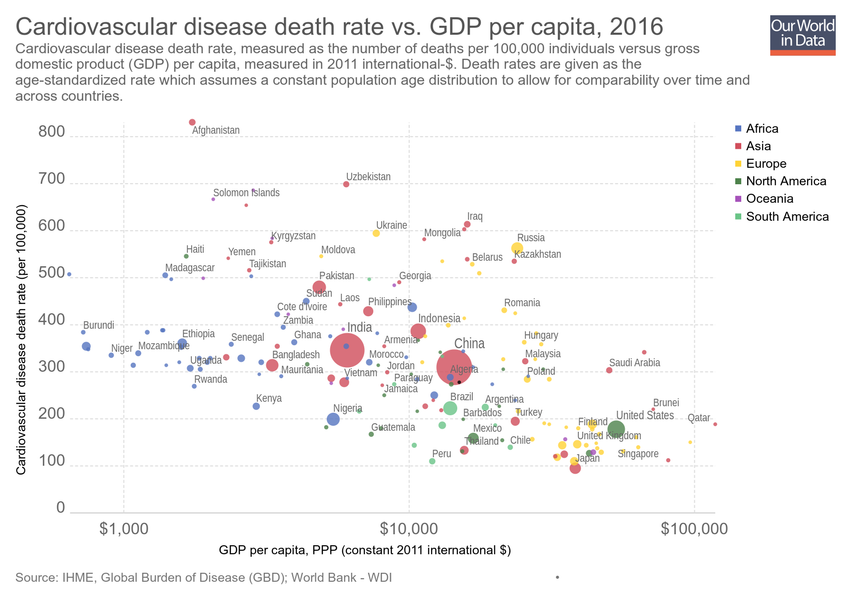 Cardiovascular disease death rate vs. GDP per capita, 2016
Our World
in Data
Cardiovascular disease death rate, measured as the number of deaths per 100,000 individuals versus gross
domestic product (GDP) per capita, measured in 2011 international-$. Death rates are given as the
age-standardized rate which assumes a constant population age distribution to allow for comparability over time and
across countries.
Cardiovascular disease death rate (per 100,000)
800
700
600
500
400
300
200
100
0
Africa
Asia
Europe
North America
Oceania
South America
Afghanistan
Uzbekistan
Solomon Islands
Iraq
Ukraine
Mongolia
Kyrgyzstan
Russia
Haiti
Yemen
Moldova
Belarus
Kazakhstan
Madagascar
Tajikistan
Pakistan
Georgia
Sudan
Laos
Philippines
Romania
Cote d'Ivoire
Zambia
Indonesia
Burundi
Ethiopia
Senegal
Ghana
India
Armenia
China
Hungary
Niger
Mozambique
Bangladesh
Morocco
Malaysia
Uganda
Mauritania
Vietnam
Jordan
Algeria
Poland
Saudi Arabia
Rwanda
Paraguay
Jamaica
Kenya
Nigeria
Brazil
Argentina
Barbados
Turkey
Brunei
Qatar
Guatemala
Mexico
Finland
United States
Thailand
Chile
United Kingdom
Peru
Japan
Singapore
$1,000
$10,000
$100,000
GDP per capita, PPP (constant 2011 international $)
Source: IHME, Global Burden of Disease (GBD); World Bank - WDI